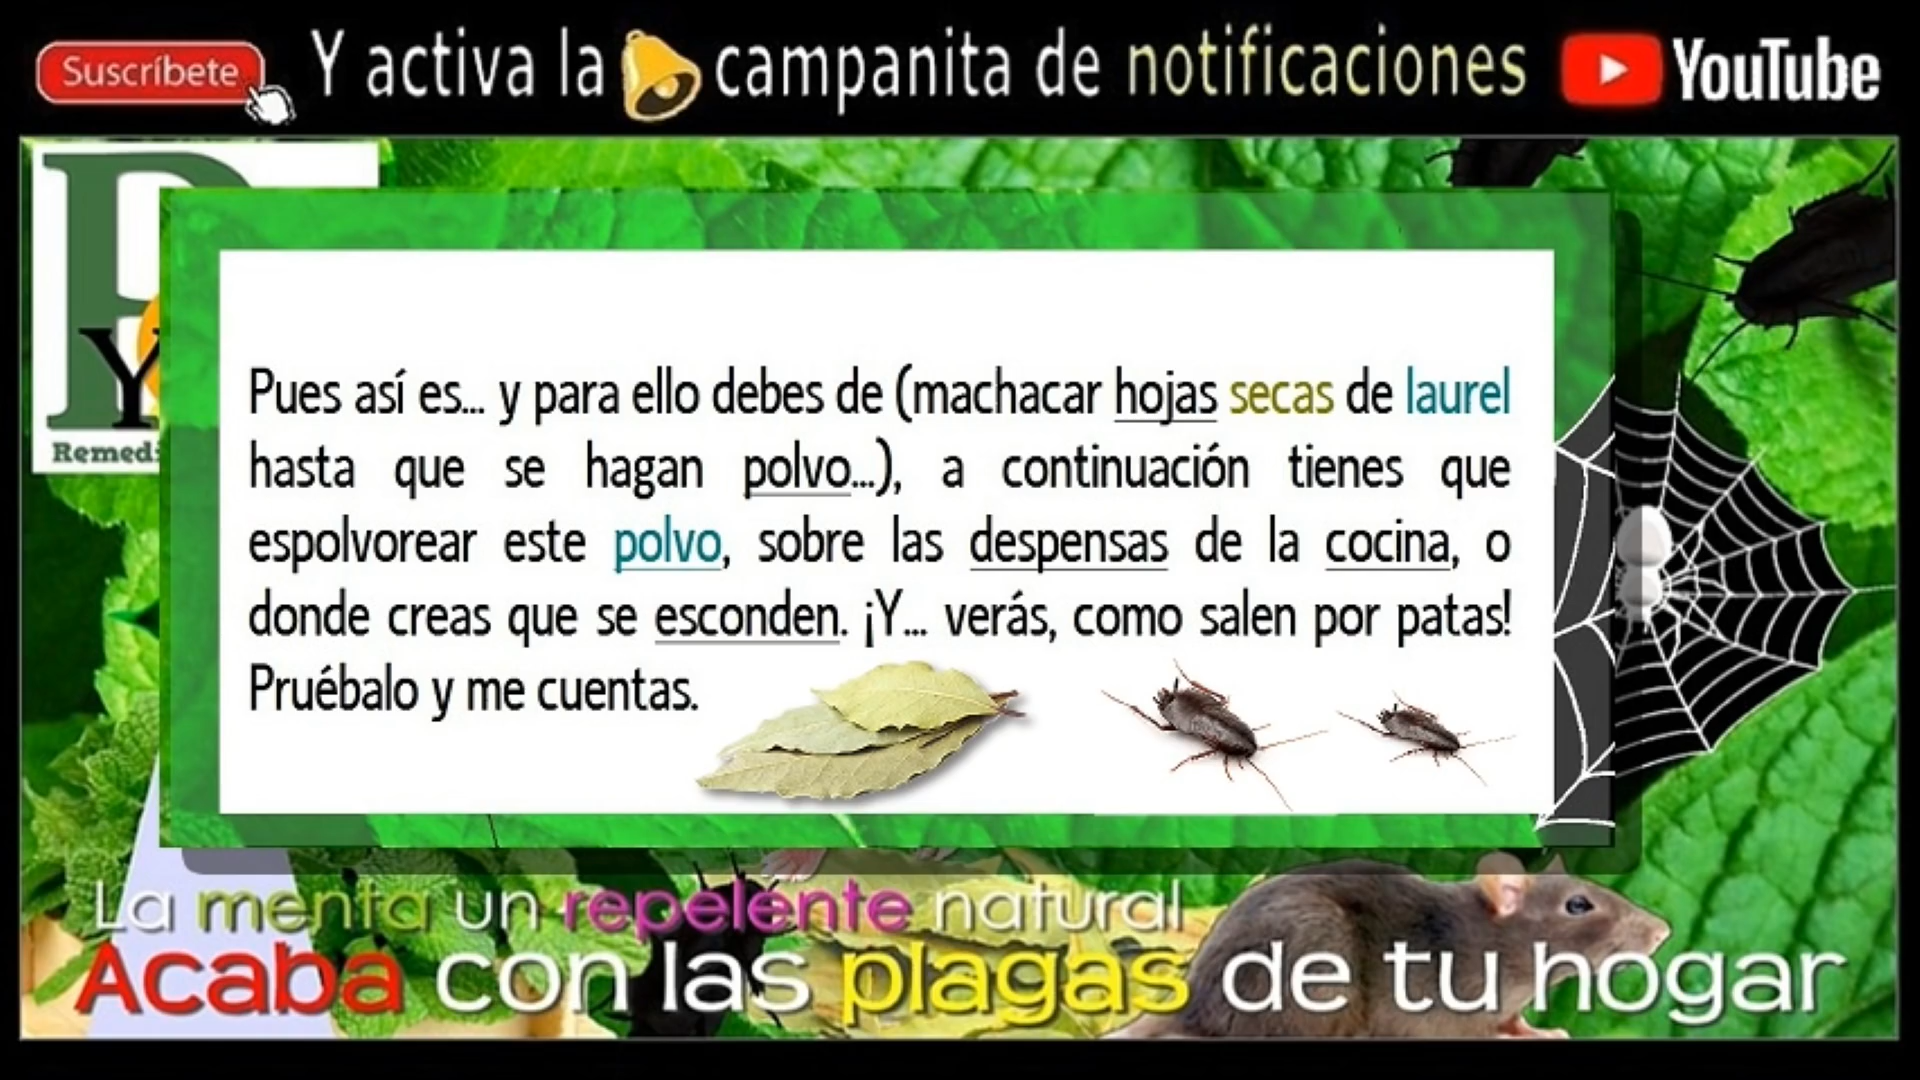 Suscríbete Y activa la campanita de notificaciones YouTube
Pues así es... y para ello debes de (machacar hojas secas de laurel
hasta que se hagan polvo...), a continuación tienes que
espolvorear este polvo, sobre las despensas de la cocina, o
donde creas que se esconden. ¡Y... verás, como salen por patas!
Pruébalo y me cuentas.
La menta un repelente natural
Acaba con las plagas de tu hogar